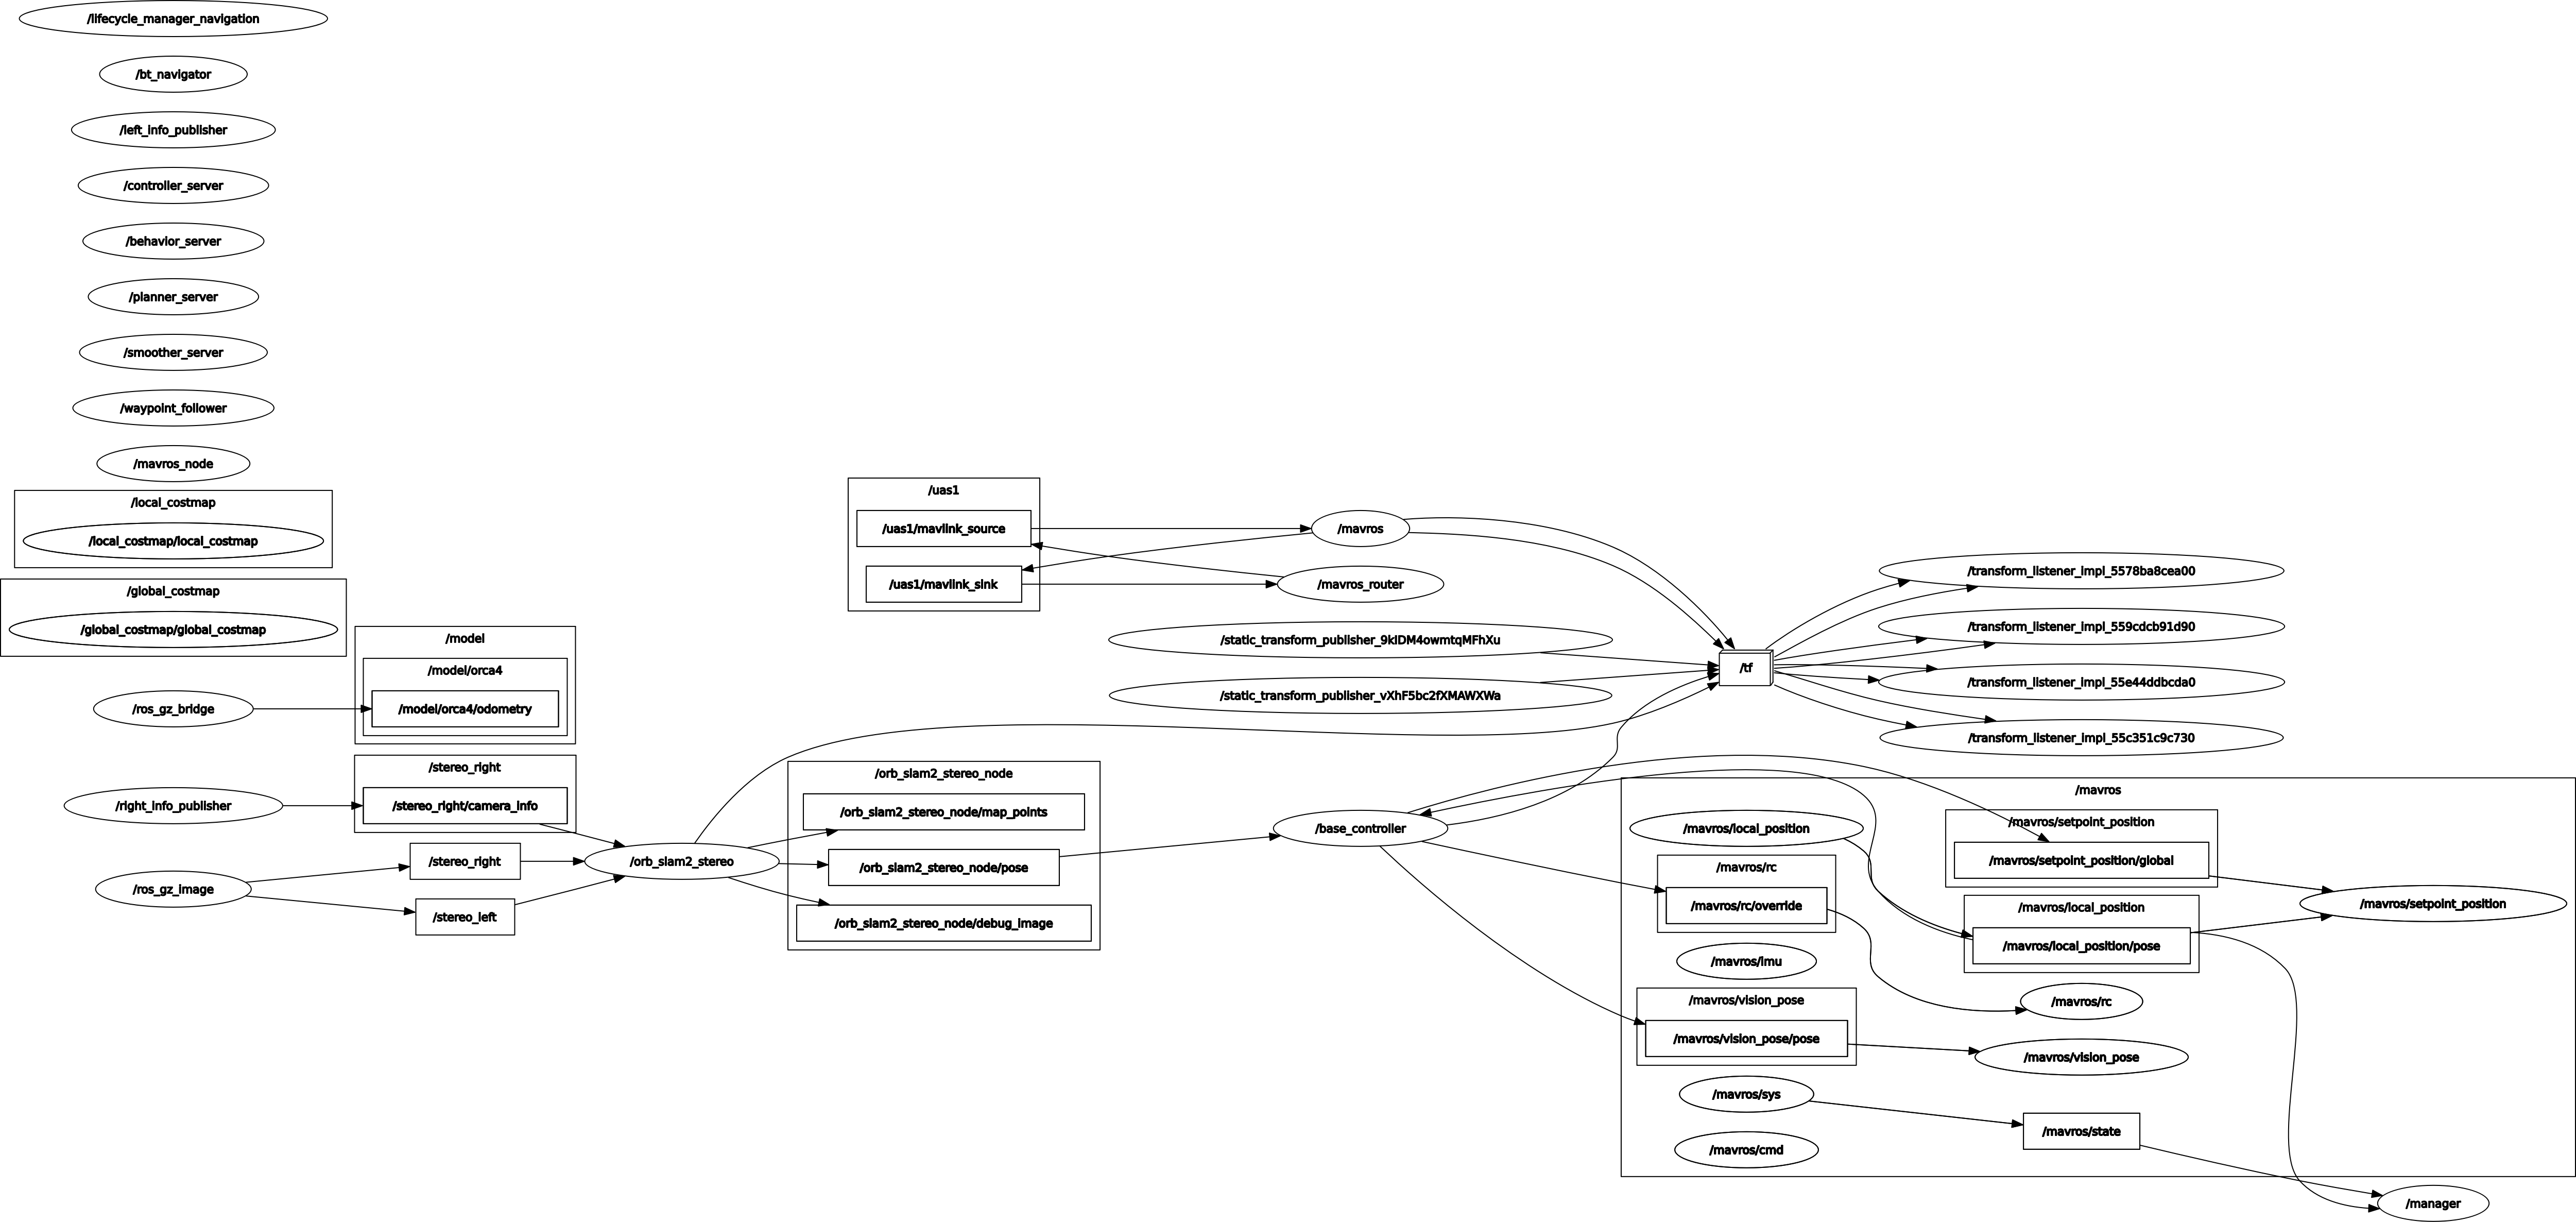 /lifecycle_manager_navigation
/bt_navigator
/left_info_publisher
/controller_server
/behavior_server
/planner_server
/smoother_server
/waypoint_follower
/mavros_node
/local_costmap
/local_costmap/local_costmap
/global_costmap
/global_costmap/global_costmap
/ros_gz_bridge
/right_info_publisher
/ros_gz_image
/model
/model/orca4
/model/orca4/odometry
/stereo_right
/stereo_right/camera_info
/stereo_right
/stereo_left
/orb_slam2_stereo
/uas1
/uas1/mavlink_source
/uas1/mavlink_sink
/orb_slam2_stereo_node
/orb_slam2_stereo_node/map_points
/orb_slam2_stereo_node/pose
/orb_slam2_stereo_node/debug_image
/mavros
/mavros_router
/static_transform_publisher_9klDM4owmtqMFhXu
/static_transform_publisher_vXhF5bc2fXMAWXWa
/base_controller
/tf
/transform_listener_impl_5578ba8cea00
/transform_listener_impl_559cdcb91d90
/transform_listener_impl_55e44ddbcda0
/transform_listener_impl_55c351c9c730
/mavros
/mavros/local_position
/mavros/rc
/mavros/rc/override
/mavros/imu
/mavros/vision_pose
/mavros/vision_pose/pose
/mavros/sys
/mavros/cmd
/mavros/setpoint_position
/mavros/setpoint_position/global
/mavros/local_position
/mavros/local_position/pose
/mavros/rc
/mavros/vision_pose
/mavros/state
/mavros/setpoint_position
/manager